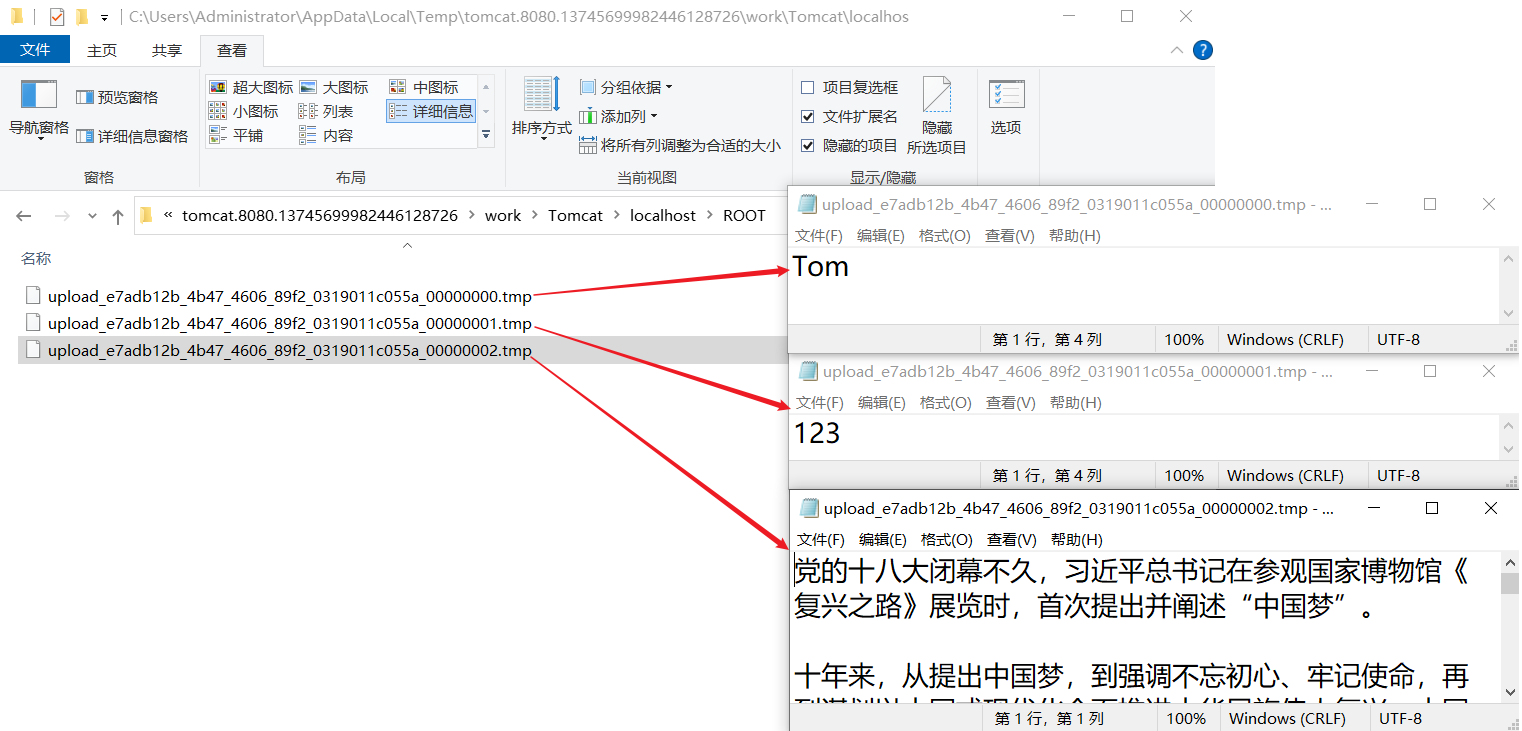 C:\Users\Administrator\AppData\Local\Temp\tomcat.8080.13745699982446128726\work\Tomcat\localhos
文件 主页 共享 查看
导航窗格
预览窗格
详细信息窗格
窗格
超大图标 大图标 中图标
小图标 列表 详细信息
平铺 内容
布局
排序方式
分组依据
添加列
将所有列调整为合适的大小
当前视图
项目复选框
文件扩展名
隐藏的项目
隐藏
所选项目
显示/隐藏
选项
« tomcat.8080.13745699982446128726 > work > Tomcat > localhost > ROOT
名称
upload_e7adb12b_4b47_4606_89f2_0319011c055a_00000000.tmp
upload_e7adb12b_4b47_4606_89f2_0319011c055a_00000001.tmp
upload_e7adb12b_4b47_4606_89f2_0319011c055a_00000002.tmp
upload_e7adb12b_4b47_4606_89f2_0319011c055a_00000000.tmp - ...
文件(F) 编辑(E) 格式(O) 查看(V) 帮助(H)
Tom
第 1 行，第 4 列 100% Windows (CRLF) UTF-8
upload_e7adb12b_4b47_4606_89f2_0319011c055a_00000001.tmp - ...
文件(F) 编辑(E) 格式(O) 查看(V) 帮助(H)
123
第 1 行，第 4 列 100% Windows (CRLF) UTF-8
upload_e7adb12b_4b47_4606_89f2_0319011c055a_00000002.tmp - ...
文件(F) 编辑(E) 格式(O) 查看(V) 帮助(H)
党的十八大闭幕不久，习近平总书记在参观国家博物馆《
复兴之路》展览时，首次提出并阐述“中国梦”。
十年来，从提出中国梦，到强调不忘初心、牢记使命，再
第 1 行，第 1 列 100% Windows (CRLF) UTF-8